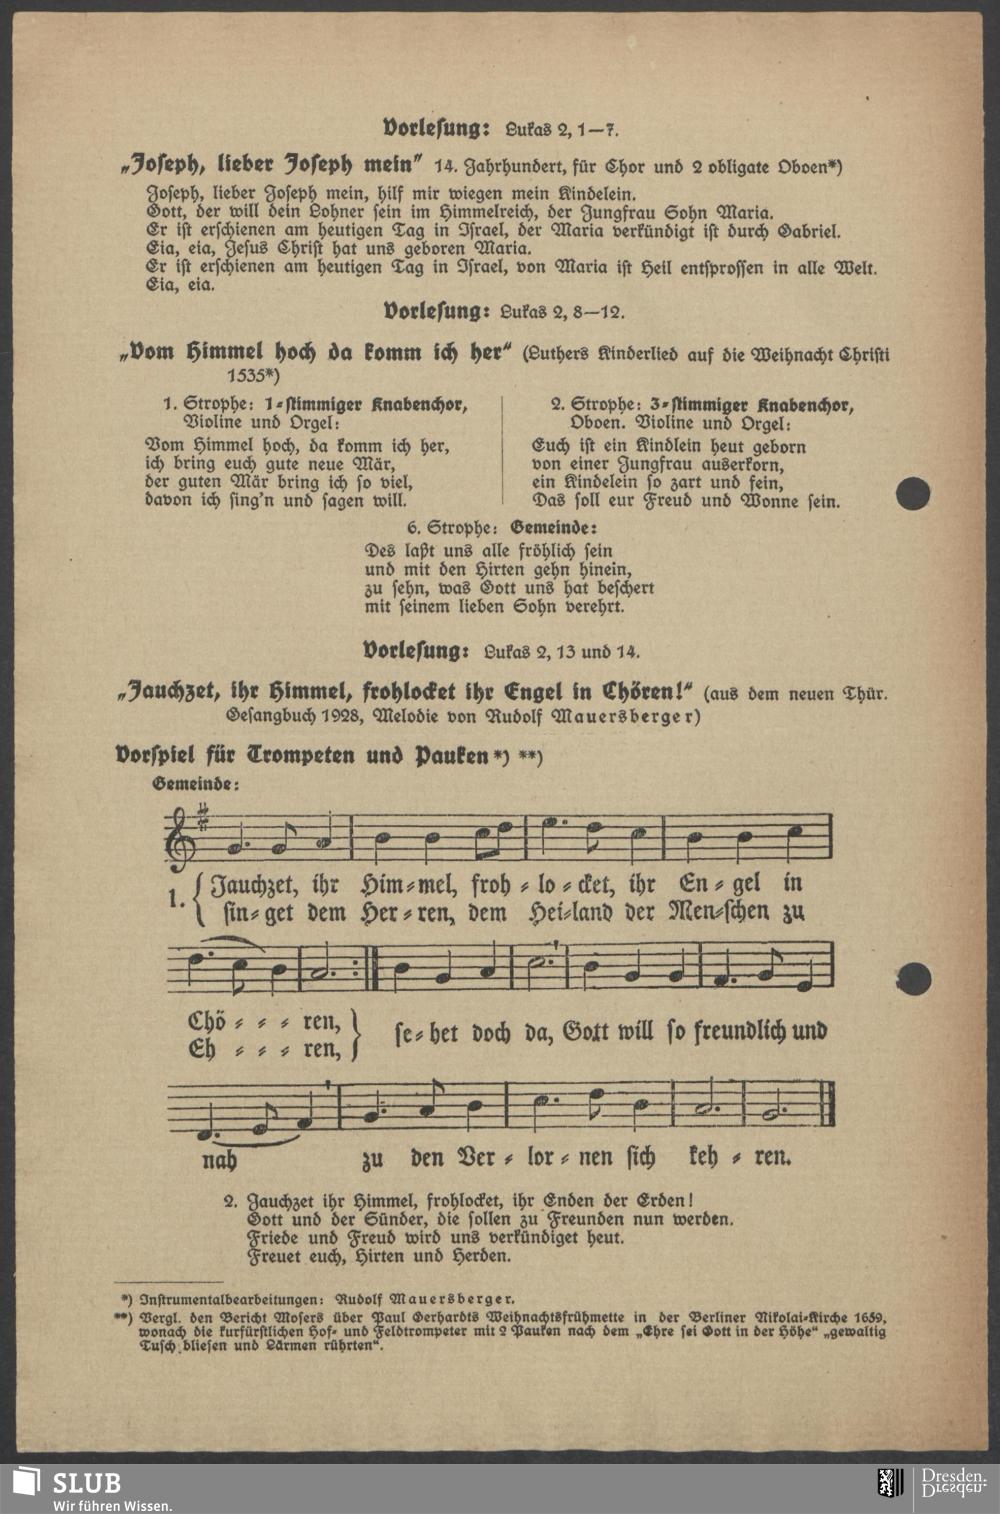 Vorlesung: Lukas 2, 1—7.
„Joseph, lieber Joseph mein" 14. Jahrhundert, für Chor und 2 obligate Oboen*)
Joseph, lieber Joseph mein, hilf mir wiegen mein Kindelein.
Gott, der will dein Lohner sein im Himmelreich, der Jungfrau Sohn Maria.
Er ist erschienen am heutigen Tag in Israel, der Maria verkündigt ist durch Gabriel.
Eia, eia, Jesus Christ hat uns geboren Maria.
Er ist erschienen am heutigen Tag in Israel, von Maria ist Heil entsprossen in alle Welt.
Eia, eia.
Vorlesung: Lukas 2, 8—12.
„Vom Himmel hoch da komm ich her" (Luthers Kinderlied auf die Weihnacht Christi
1535*)
1. Strophe: 1-stimmiger Knabenchor,
Violine und Orgel:
Vom Himmel hoch, da komm ich her,
ich bring euch gute neue Mär,
der guten Mär bring ich so viel,
davon ich sing'n und sagen will.
2. Strophe: 3-stimmiger Knabenchor,
Oboen. Violine und Orgel:
Euch ist ein Kindlein heut geborn
von einer Jungfrau auserkorn,
ein Kindelein so zart und fein,
Das soll eur Freud und Wonne sein.
6. Strophe: Gemeinde:
Des laßt uns alle fröhlich sein
und mit den Hirten gehn hinein,
zu sehn, was Gott uns hat beschert
mit seinem lieben Sohn verehrt.
Vorlesung: Lukas 2, 13 und 14.
„Jauchzet, ihr Himmel, frohlocket ihr Engel in Chören!" (aus dem neuen Thür.
Gesangbuch 1928, Melodie von Rudolf Mauersberger)
Vorspiel für Trompeten und Pauken *) **)
Gemeinde:
1. { Jauchzet, ihr Him-mel, froh - lo - cket, ihr En - gel in
sin-get dem Her-ren, dem Hei-land der Men-schen zu
Chö - - - ren, } se-het doch da, Gott will so freundlich und
Eh - - - ren, }
nah zu den Ver - lor - nen sich keh - ren.
2. Jauchzet ihr Himmel, frohlocket, ihr Enden der Erden!
Gott und der Sünder, die sollen zu Freunden nun werden.
Friede und Freud wird uns verkündiget heut.
Freuet euch, Hirten und Herden.
*) Instrumentalbearbeitungen: Rudolf Mauersberger.
**) Vergl. den Bericht Mosers über Paul Gerhardts Weihnachtsfrühmette in der Berliner Nikolai-Kirche 1659,
wonach die kurfürstlichen Hof- und Feldtrompeter mit 2 Pauken nach dem „Ehre sei Gott in der Höhe" „gewaltig
Tusch bliesen und Lärmen rührten".
SLUB
Wir führen Wissen.
Dresden.
Dresden.